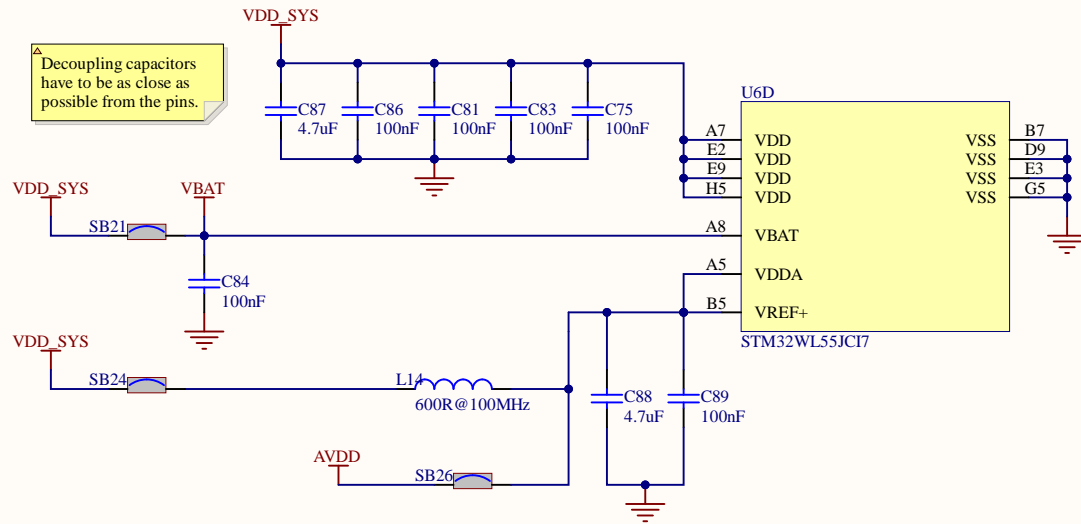 VDD_SYS
Decoupling capacitors
have to be as close as
possible from the pins.
C87
4.7uF
C86
100nF
C81
100nF
C83
100nF
C75
100nF
U6D
A7
E2
E9
H5
VDD
VDD
VDD
VDD
VSS
VSS
VSS
VSS
B7
D9
E3
G5
VDD_SYS
VBAT
SB21
A8
VBAT
C84
100nF
A5
VDDA
B5
VREF+
STM32WL55JCI7
VDD_SYS
SB24
L14
600R@100MHz
C88
4.7uF
C89
100nF
AVDD
SB26